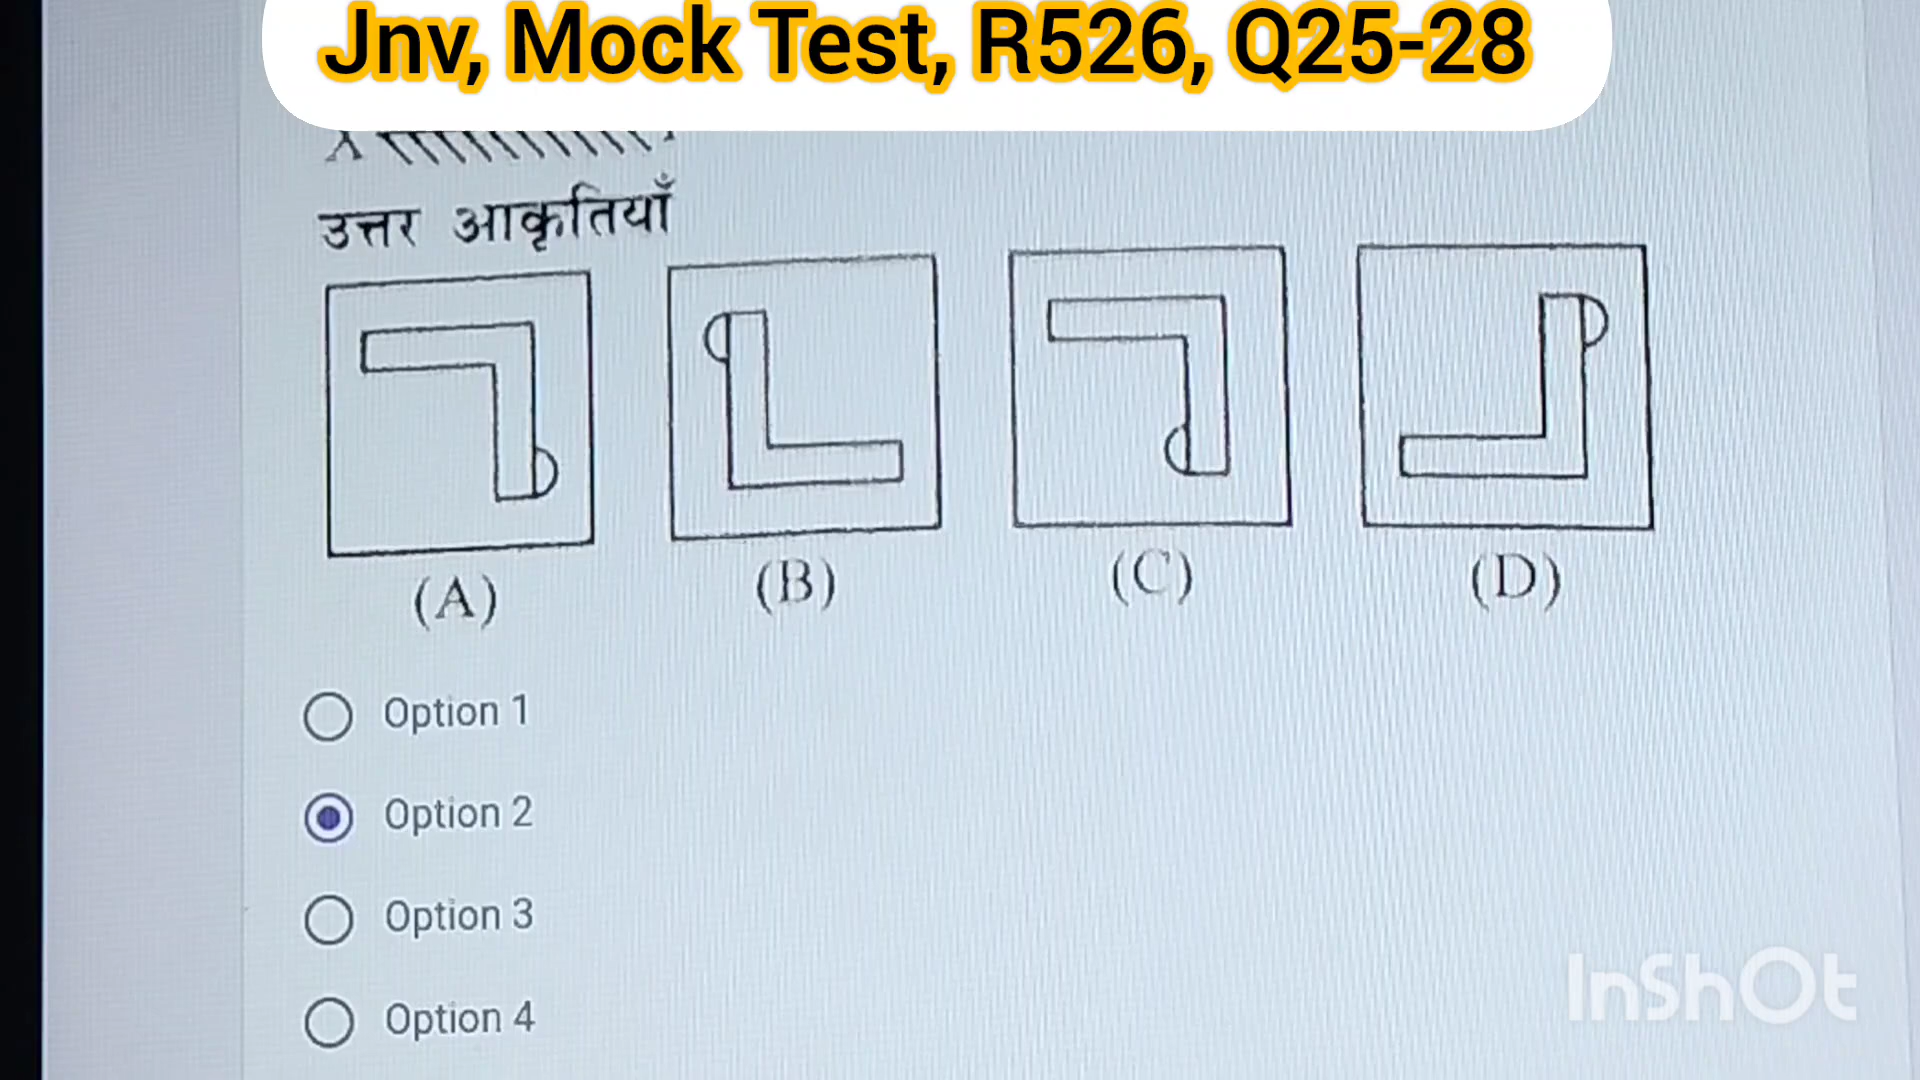 Jnv, Mock Test, R526, Q25-28
X
उत्तर आकृतियाँ
(A) (B) (C) (D)
Option 1
Option 2
Option 3
Option 4
InShOt